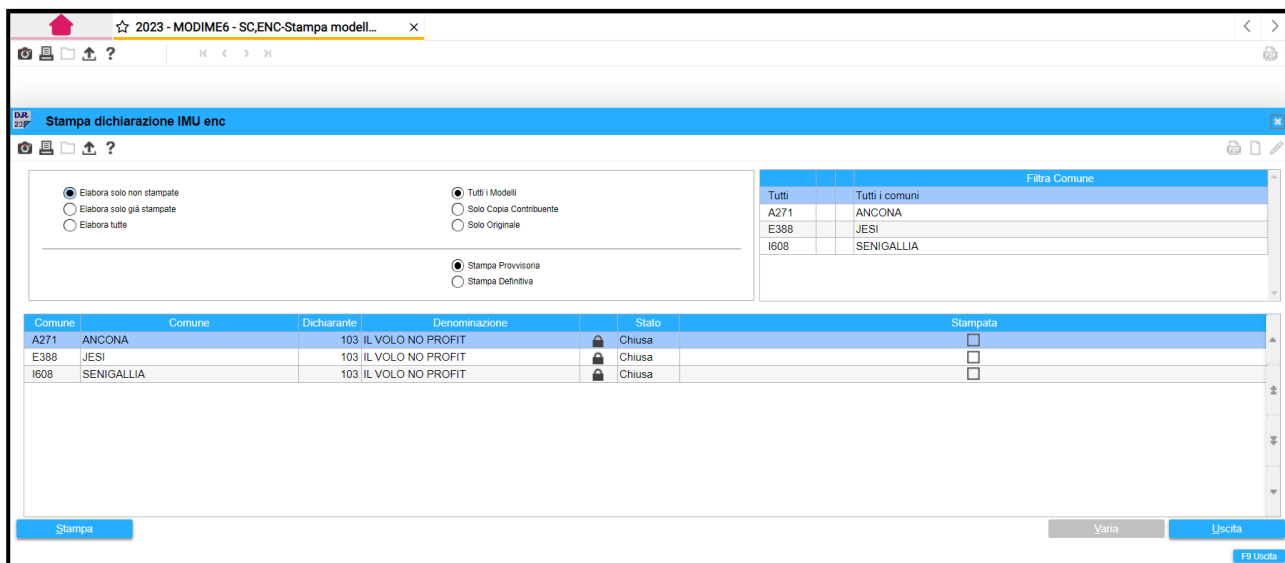 2023 - MODIME6 - SC,ENC-Stampa modell...
?
D.R.
23
Stampa dichiarazione IMU enc
?
Elabora solo non stampate
Elabora solo già stampate
Elabora tutte
Tutti i Modelli
Solo Copia Contribuente
Solo Originale
Stampa Provvisoria
Stampa Definitiva
Filtra Comune
Tutti Tutti i comuni
A271 ANCONA
E388 JESI
I608 SENIGALLIA
Comune Comune Dichiarante Denominazione Stato Stampata
A271 ANCONA 103 IL VOLO NO PROFIT Chiusa
E388 JESI 103 IL VOLO NO PROFIT Chiusa
I608 SENIGALLIA 103 IL VOLO NO PROFIT Chiusa
Stampa Varia Uscita
F9 Uscita